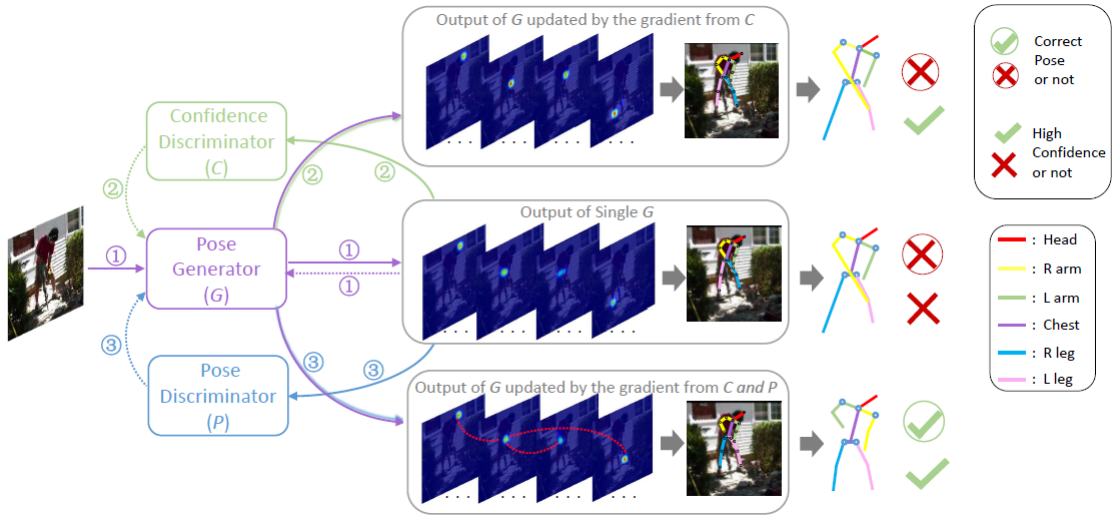 Output of G updated by the gradient from C
. . . .
Confidence
Discriminator
(C)
②
②
②
Pose
Generator
(G)
①
①
①
Output of Single G
. . . .
③
③
③
Pose
Discriminator
(P)
Output of G updated by the gradient from C and P
. . . .
Correct
Pose
or not
High
Confidence
or not
: Head
: R arm
: L arm
: Chest
: R leg
: L leg